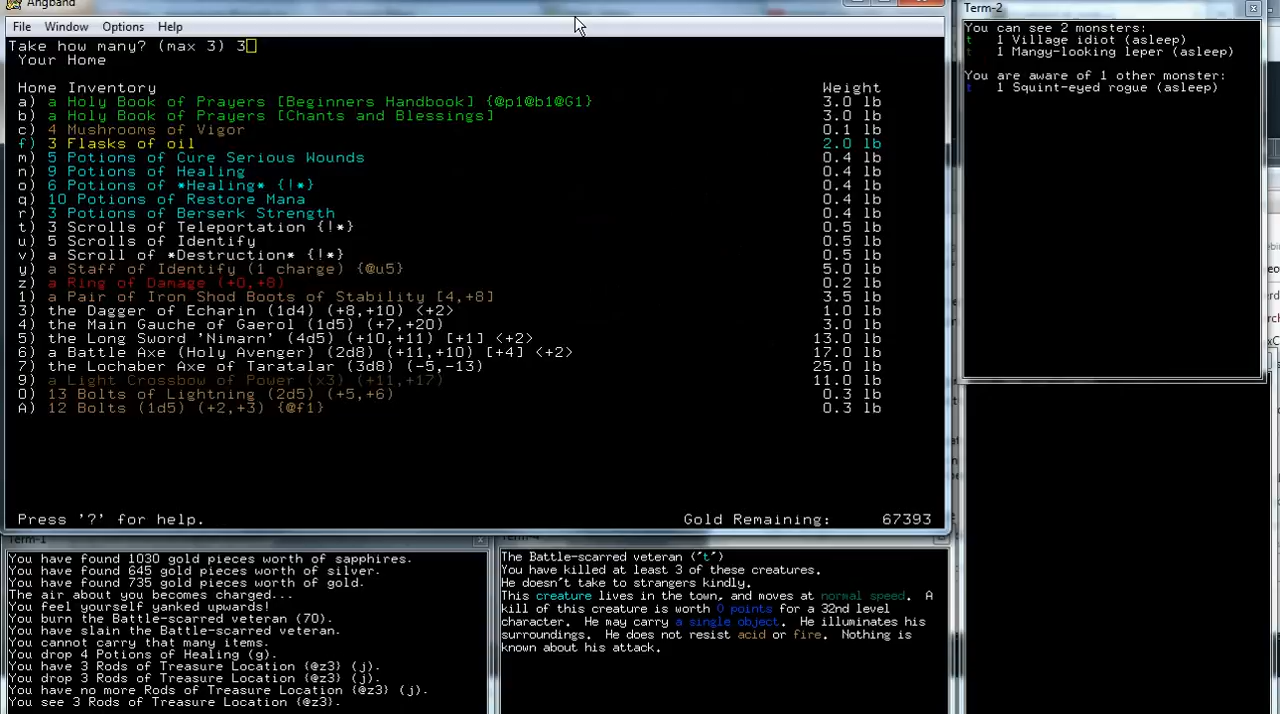 Angband
File Window Options Help
Take how many? (max 3) 3
Your Home
Home Inventory Weight
a) a Holy Book of Prayers [Beginners Handbook] {@p1@b1@G1} 3.0 lb
b) a Holy Book of Prayers [Chants and Blessings] 3.0 lb
c) 4 Mushrooms of Vigor 0.1 lb
f) 3 Flasks of oil 2.0 lb
m) 5 Potions of Cure Serious Wounds 0.4 lb
n) 9 Potions of Healing 0.4 lb
o) 6 Potions of *Healing* {!*} 0.4 lb
q) 10 Potions of Restore Mana 0.4 lb
r) 3 Potions of Berserk Strength 0.4 lb
t) 3 Scrolls of Teleportation {!*} 0.5 lb
u) 5 Scrolls of Identify 0.5 lb
v) a Scroll of *Destruction* {!*} 0.5 lb
y) a Staff of Identify (1 charge) {@u5} 5.0 lb
z) a Ring of Damage (+0,+8) 0.2 lb
1) a Pair of Iron Shod Boots of Stability [4,+8] 3.5 lb
3) the Dagger of Echarin (1d4) (+8,+10) <+2> 1.0 lb
4) the Main Gauche of Gaerol (1d5) (+7,+20) 3.0 lb
5) the Long Sword 'Nimarn' (4d5) (+10,+11) [+1] <+2> 13.0 lb
6) a Battle Axe (Holy Avenger) (2d8) (+11,+10) [+4] <+2> 17.0 lb
7) the Lochaber Axe of Taratalar (3d8) (-5,-13) 25.0 lb
9) a Light Crossbow of Power (x3) (+11,+17) 11.0 lb
0) 13 Bolts of Lightning (2d5) (+5,+6) 0.3 lb
A) 12 Bolts (1d5) (+2,+3) {@f1} 0.3 lb
Press '?' for help. Gold Remaining: 67393
Term-2
You can see 2 monsters:
t 1 Village idiot (asleep)
t 1 Mangy-looking leper (asleep)
You are aware of 1 other monster:
t 1 Squint-eyed rogue (asleep)
Term-1
You have found 1030 gold pieces worth of sapphires.
You have found 645 gold pieces worth of silver.
You have found 735 gold pieces worth of gold.
The air about you becomes charged...
You feel yourself yanked upwards!
You burn the Battle-scarred veteran (70).
You have slain the Battle-scarred veteran.
You cannot carry that many items.
You drop 4 Potions of Healing (g).
You have 3 Rods of Treasure Location {@z3} (j).
You drop 3 Rods of Treasure Location {@z3} (j).
You have no more Rods of Treasure Location {@z3} (j).
You see 3 Rods of Treasure Location {@z3}.
The Battle-scarred veteran ('t')
You have killed at least 3 of these creatures.
He doesn't take to strangers kindly.
This creature lives in the town, and moves at normal speed. A
kill of this creature is worth 0 points for a 32nd level
character. He may carry a single object. He illuminates his
surroundings. He does not resist acid or fire. Nothing is
known about his attack.